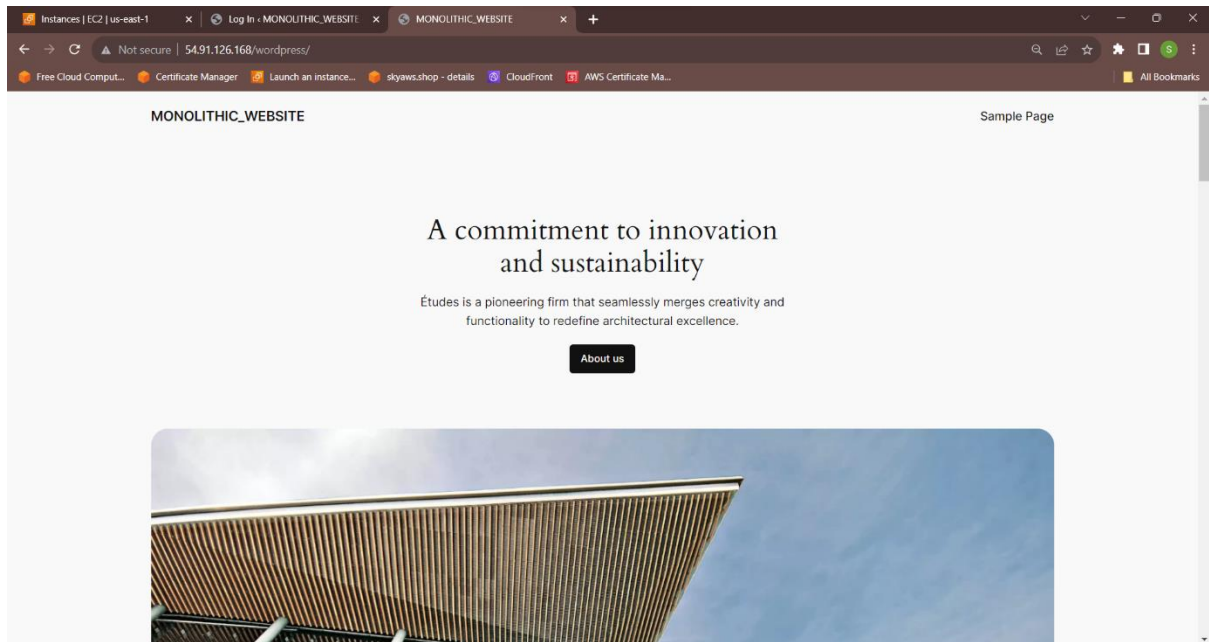 Instances | EC2 | us-east-1
Log In ‹ MONOLITHIC_WEBSITE
MONOLITHIC_WEBSITE
Not secure | 54.91.126.168/wordpress/
S
Free Cloud Comput...
Certificate Manager
Launch an instance...
skyaws.shop - details
CloudFront
AWS Certificate Ma...
All Bookmarks
MONOLITHIC_WEBSITE
Sample Page
A commitment to innovation
and sustainability
Études is a pioneering firm that seamlessly merges creativity and
functionality to redefine architectural excellence.
About us